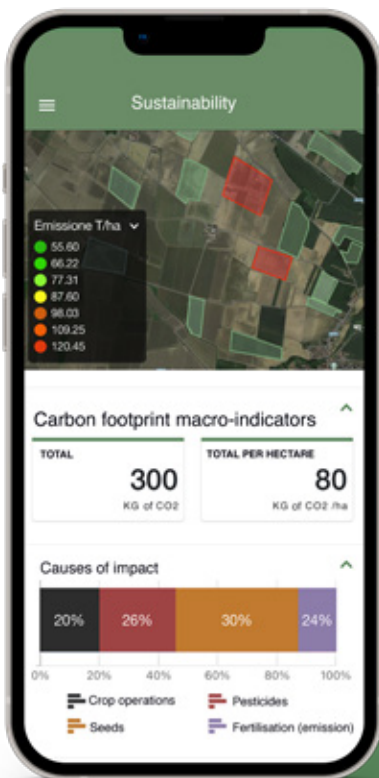 Sustainability
Emissione T/ha
55.60
66.22
77.31
87.60
98.03
109.25
120.45
Carbon footprint macro-indicators
TOTAL
300
KG of CO2
TOTAL PER HECTARE
80
KG of CO2 /ha
Causes of impact
20% 26% 30% 24%
0% 20% 40% 60% 80% 100%
Crop operations Pesticides
Seeds Fertilisation (emission)